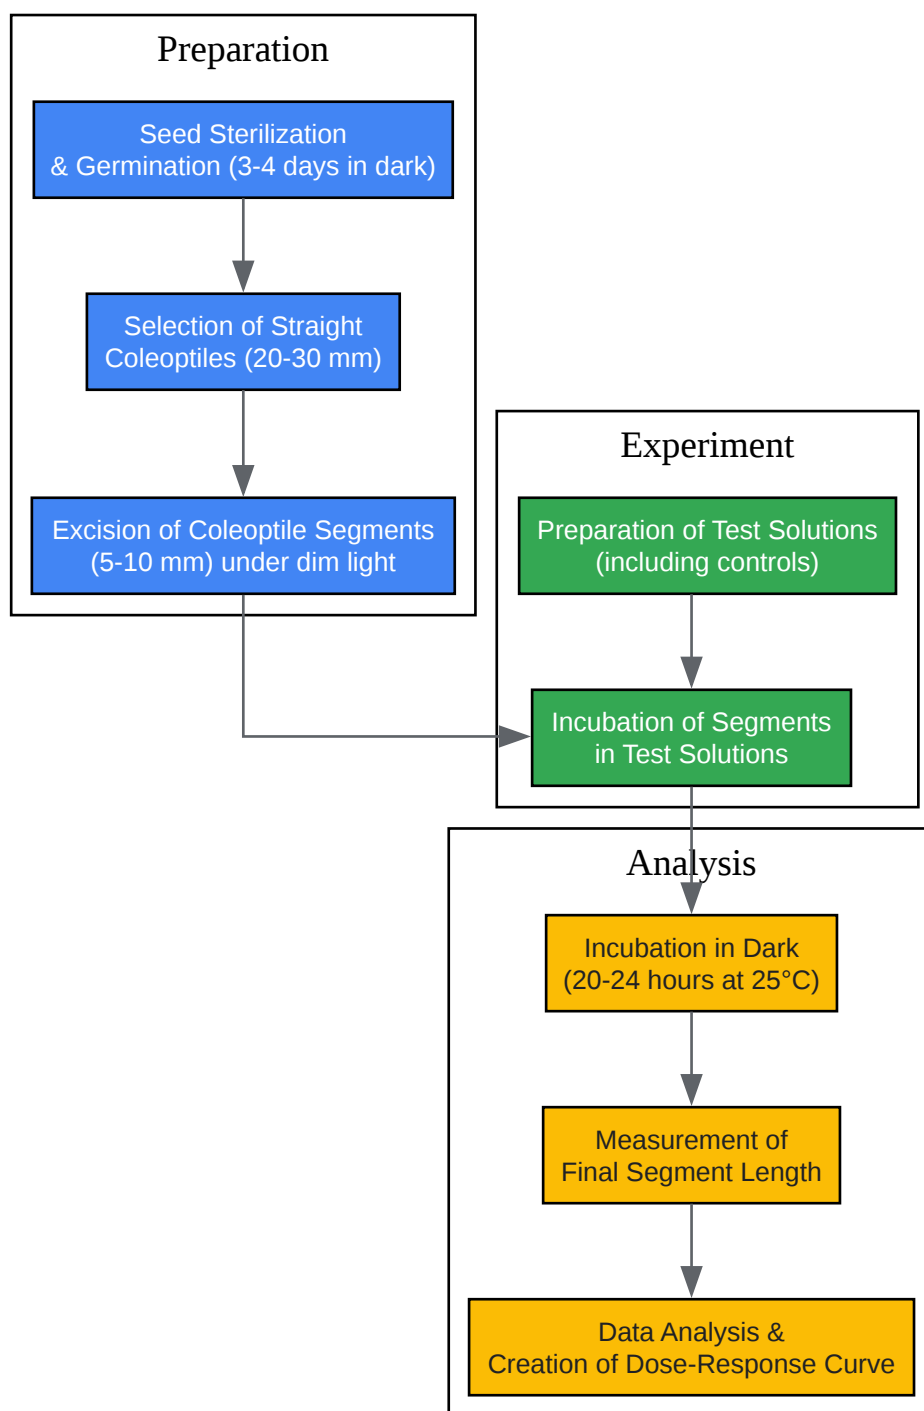 Preparation
Seed Sterilization
& Germination (3-4 days in dark)
Selection of Straight
Coleoptiles (20-30 mm)
Excision of Coleoptile Segments
(5-10 mm) under dim light
Experiment
Preparation of Test Solutions
(including controls)
Incubation of Segments
in Test Solutions
Analysis
Incubation in Dark
(20-24 hours at 25°C)
Measurement of
Final Segment Length
Data Analysis &
Creation of Dose-Response Curve